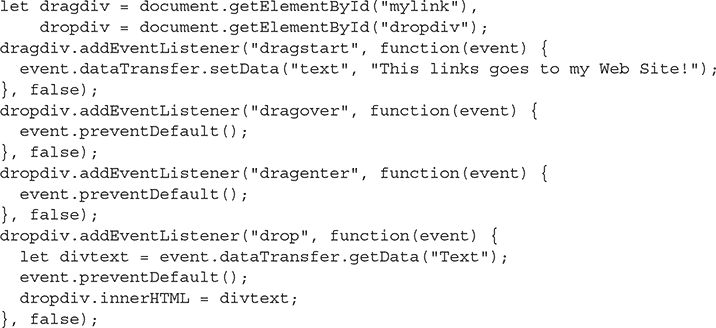 let dragdiv = document.getElementById("mylink"),
    dropdiv = document.getElementById("dropdiv");
dragdiv.addEventListener("dragstart", function(event) {
  event.dataTransfer.setData("text", "This links goes to my Web Site!");
}, false);
dropdiv.addEventListener("dragover", function(event) {
  event.preventDefault();
}, false);
dropdiv.addEventListener("dragenter", function(event) {
  event.preventDefault();
}, false);
dropdiv.addEventListener("drop", function(event) {
  let divtext = event.dataTransfer.getData("Text");
  event.preventDefault();
  dropdiv.innerHTML = divtext;
}, false);